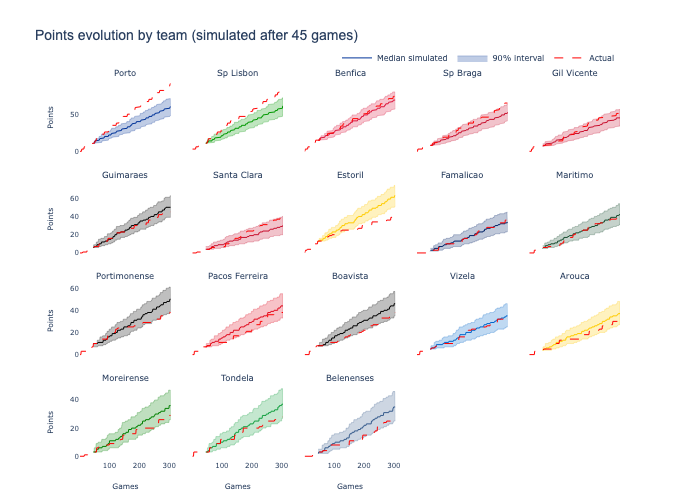 Points evolution by team (simulated after 45 games)
Median simulated 90% interval Actual
Porto Sp Lisbon Benfica Sp Braga Gil Vicente
Points
50
0
Guimaraes Santa Clara Estoril Famalicao Maritimo
Points
60
40
20
0
Portimonense Pacos Ferreira Boavista Vizela Arouca
Points
60
40
20
0
Moreirense Tondela Belenenses
Points
40
20
0
100 200 300 100 200 300 100 200 300
Games Games